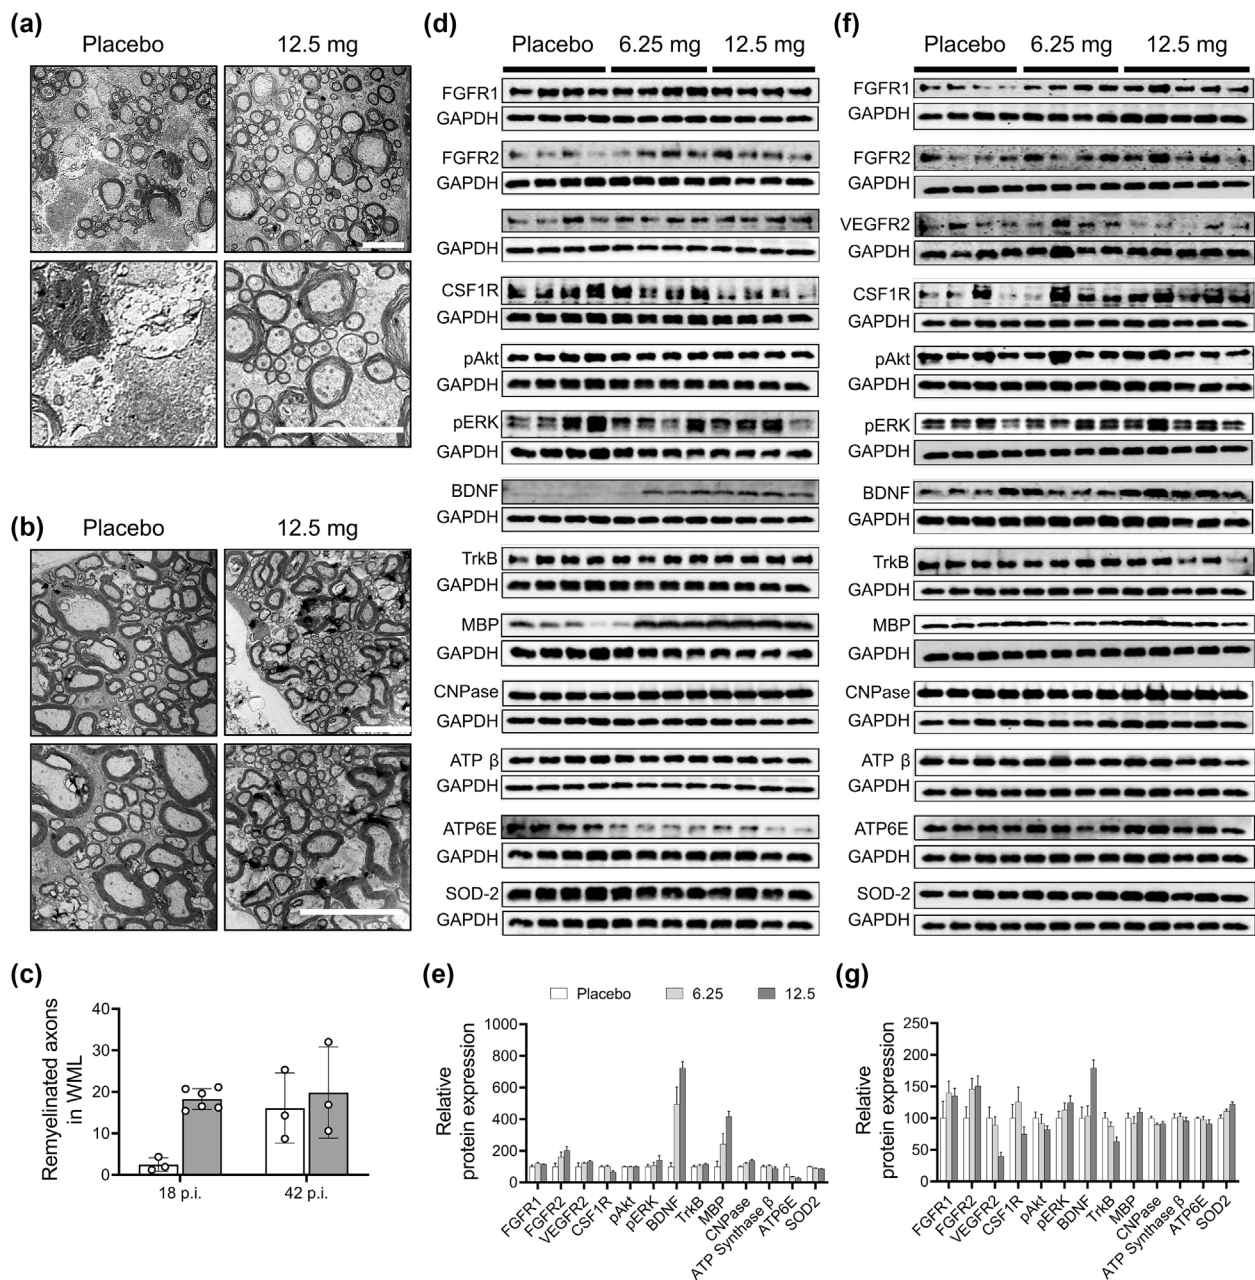 (a)
Placebo 12.5 mg
(b)
Placebo 12.5 mg
(c)
Remyelinated axons
in WML
40
30
20
10
0
18 p.i. 42 p.i.
(d)
Placebo 6.25 mg 12.5 mg
FGFR1
GAPDH
FGFR2
GAPDH
GAPDH
CSF1R
GAPDH
pAkt
GAPDH
pERK
GAPDH
BDNF
GAPDH
TrkB
GAPDH
MBP
GAPDH
CNPase
GAPDH
ATP β
GAPDH
ATP6E
GAPDH
SOD-2
GAPDH
(e)
Placebo 6.25 12.5
Relative
protein expression
1000
800
600
400
200
0
FGFR1
FGFR2
VEGFR2
CSF1R
pAkt
pERK
BDNF
TrkB
MBP
CNPase
ATP Synthase β
ATP6E
SOD2
(f)
Placebo 6.25 mg 12.5 mg
FGFR1
GAPDH
FGFR2
GAPDH
VEGFR2
GAPDH
CSF1R
GAPDH
pAkt
GAPDH
pERK
GAPDH
BDNF
GAPDH
TrkB
GAPDH
MBP
GAPDH
CNPase
GAPDH
ATP β
GAPDH
ATP6E
GAPDH
SOD-2
GAPDH
(g)
Relative
protein expression
250
200
150
100
50
0
FGFR1
FGFR2
VEGFR2
CSF1R
pAkt
pERK
BDNF
TrkB
MBP
CNPase
ATP Synthase β
ATP6E
SOD2